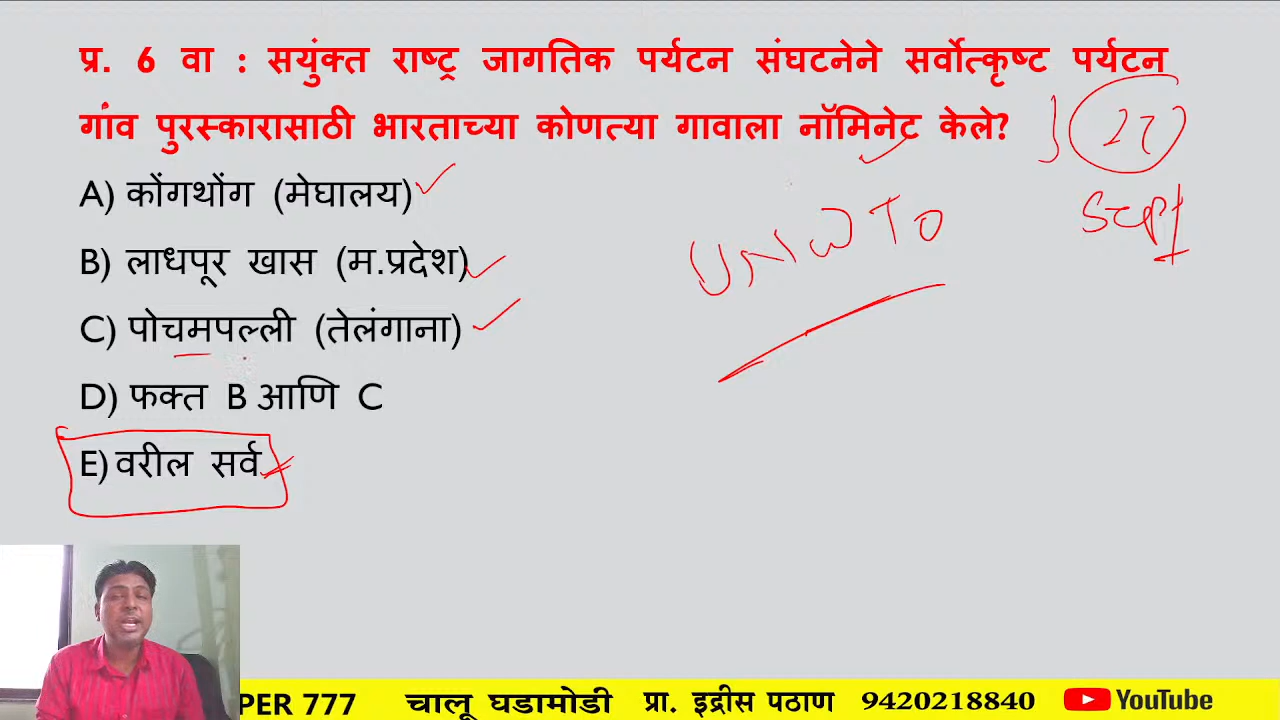 प्र. 6 वा : सयुंक्त राष्ट्र जागतिक पर्यटन संघटनेने सर्वोत्कृष्ट पर्यटन
गांव पुरस्कारासाठी भारताच्या कोणत्या गावाला नॉमिनेट केले?
27
Sept
A) कोंगथोंग (मेघालय)
UNWTO
B) लाधपूर खास (म.प्रदेश)
C) पोचमपल्ली (तेलंगाना)
D) फक्त B आणि C
E) वरील सर्व
PER 777 चालू घडामोडी प्रा. इद्रीस पठाण 9420218840 YouTube